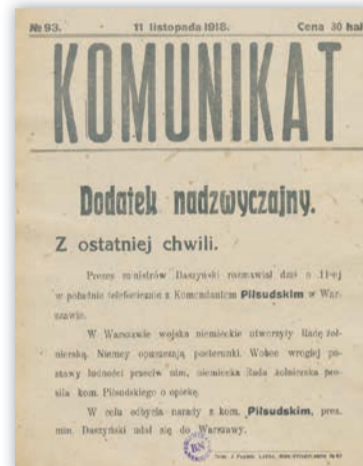 № 93. 11 listopada 1918. Cena 30 hal
KOMUNIKAT
Dodatek nadzwyczajny.
Z ostatniej chwili.
Prezes ministrów Daszyński rozmawiał dziś o 11-ej
w południe telefonicznie z Komendantem Piłsudskim w War-
szawie.
W Warszawie wojska niemieckie utworzyły Radę żoł-
nierską. Niemcy opuszczają posterunki. Wobec wrogiej po-
stawy ludności przeciw nim, niemiecka Rada żołnierska pro-
siła kom. Piłsudskiego o opiekę.
W celu odbycia narady z kom. Piłsudskim, prez.
min. Daszyński udał się do Warszawy.
BN